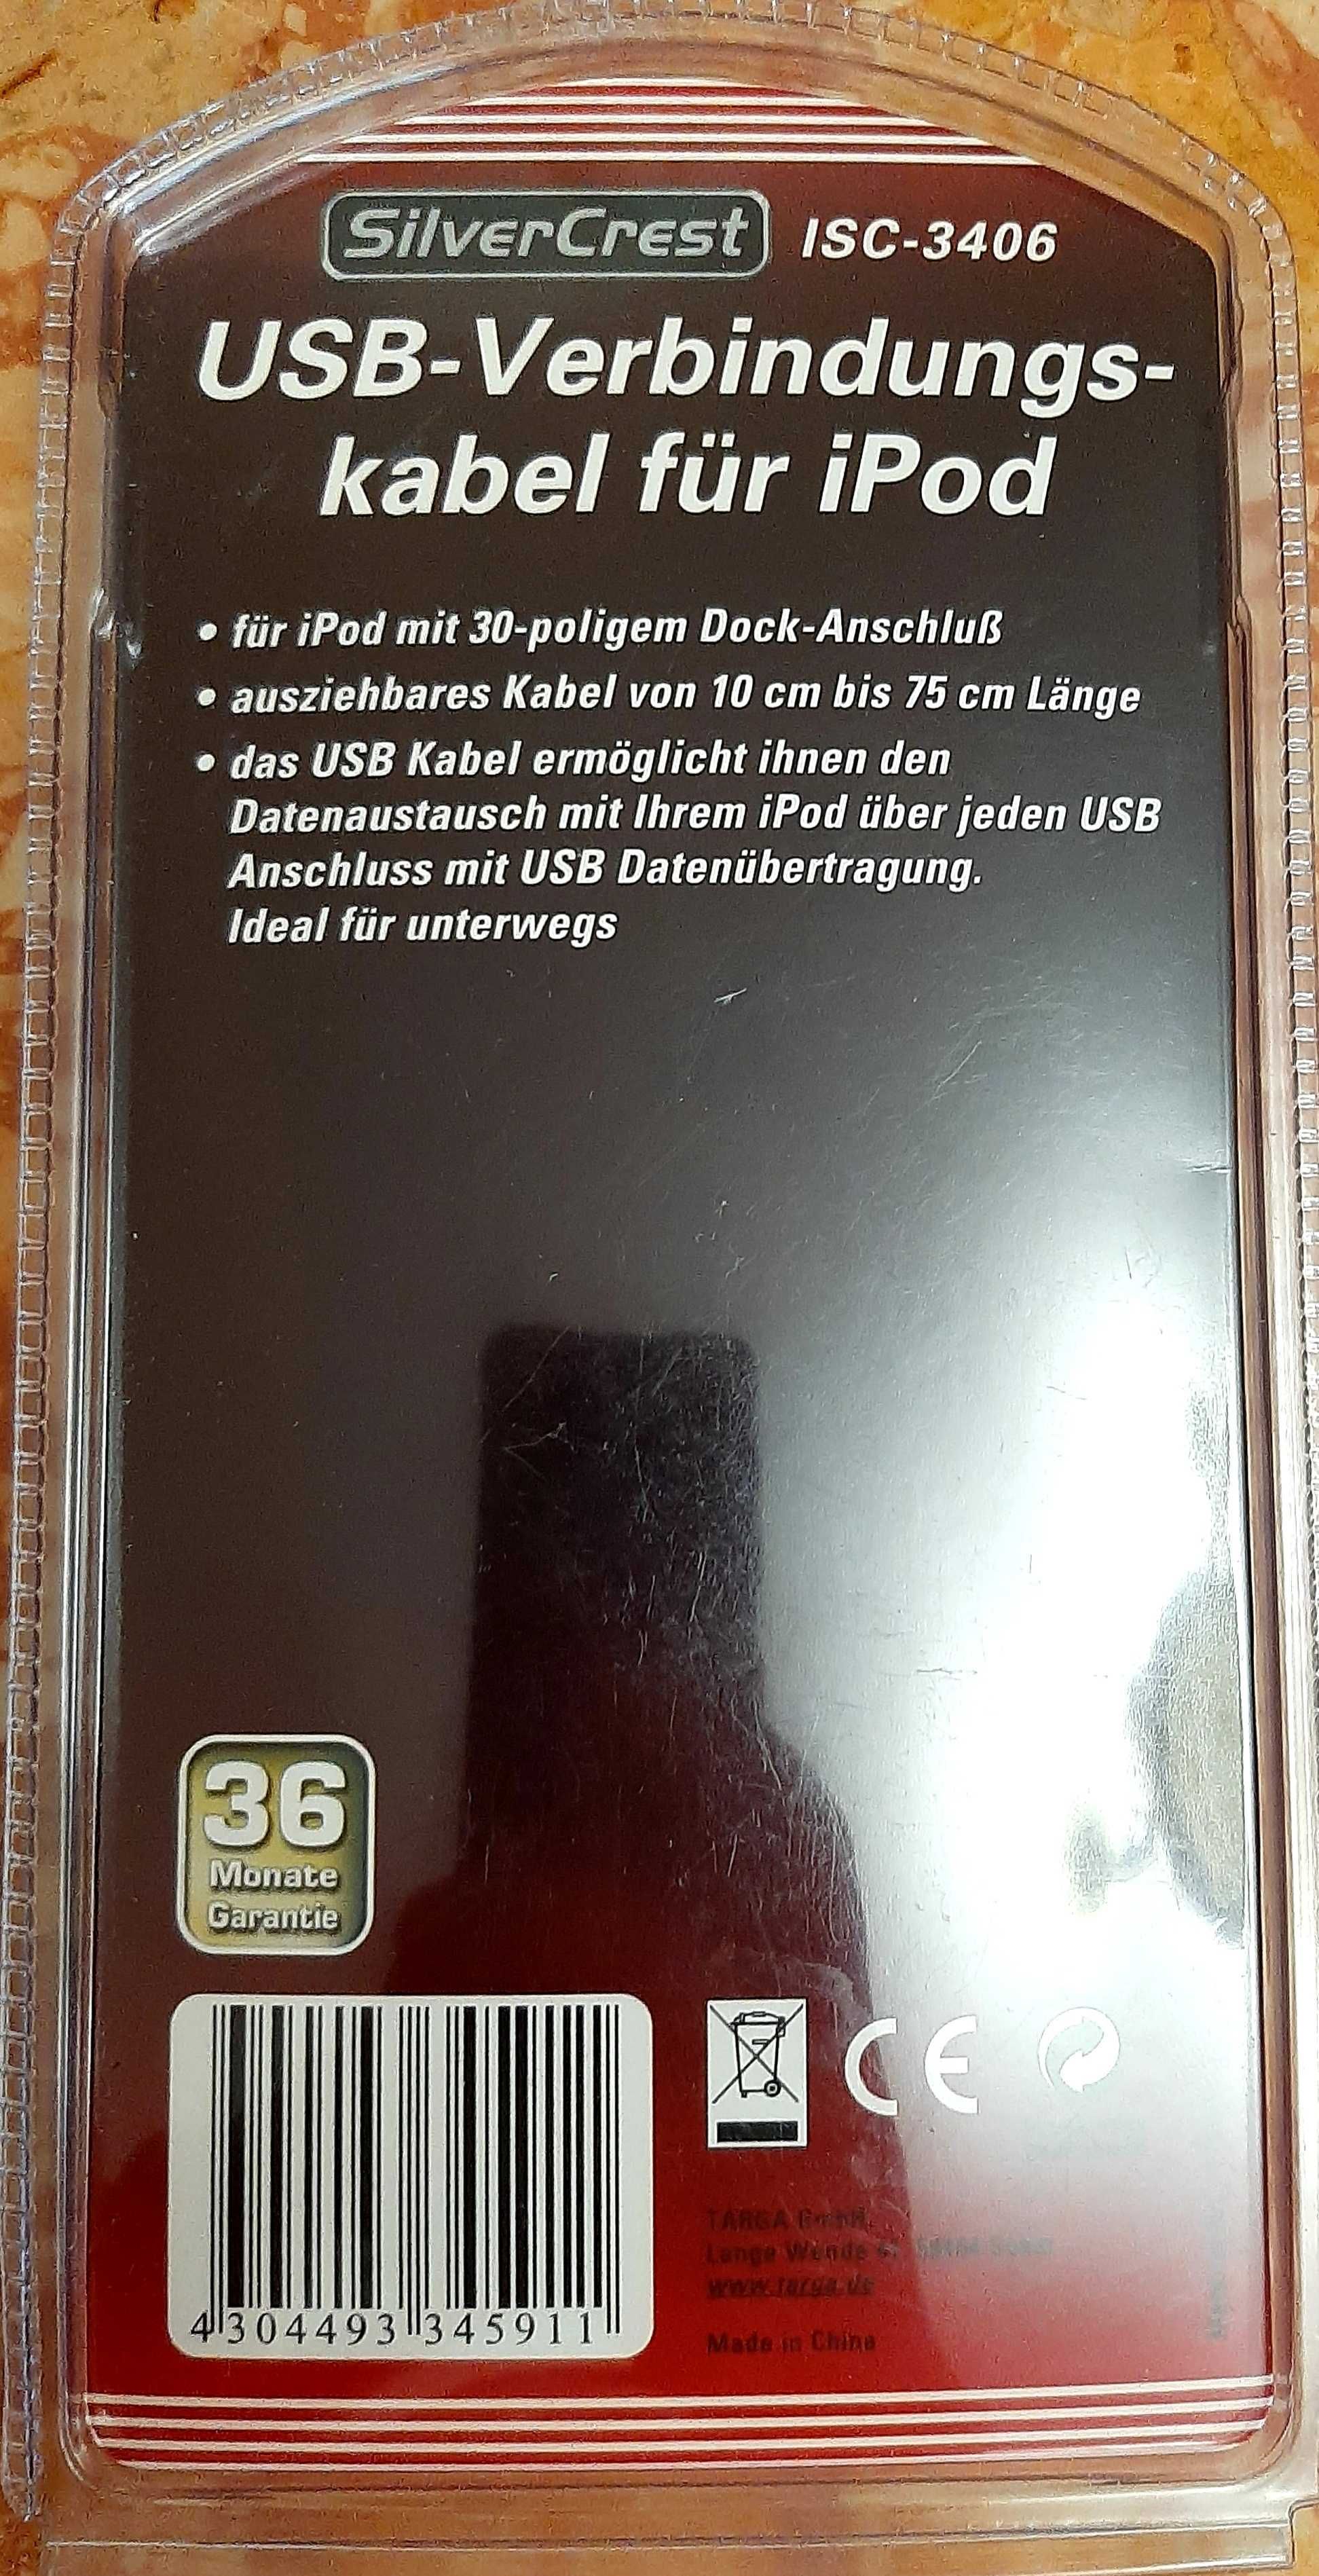 SilverCrest ISC-3406
USB-Verbindungs-
kabel für iPod
• für iPod mit 30-poligem Dock-Anschluß
• ausziehbares Kabel von 10 cm bis 75 cm Länge
• das USB Kabel ermöglicht ihnen den
Datenaustausch mit Ihrem iPod über jeden USB
Anschluss mit USB Datenübertragung.
Ideal für unterwegs
36
Monate
Garantie
CE
4 304493 345911
TARGA GmbH
Lange Wende
www.targa.de
Made in China